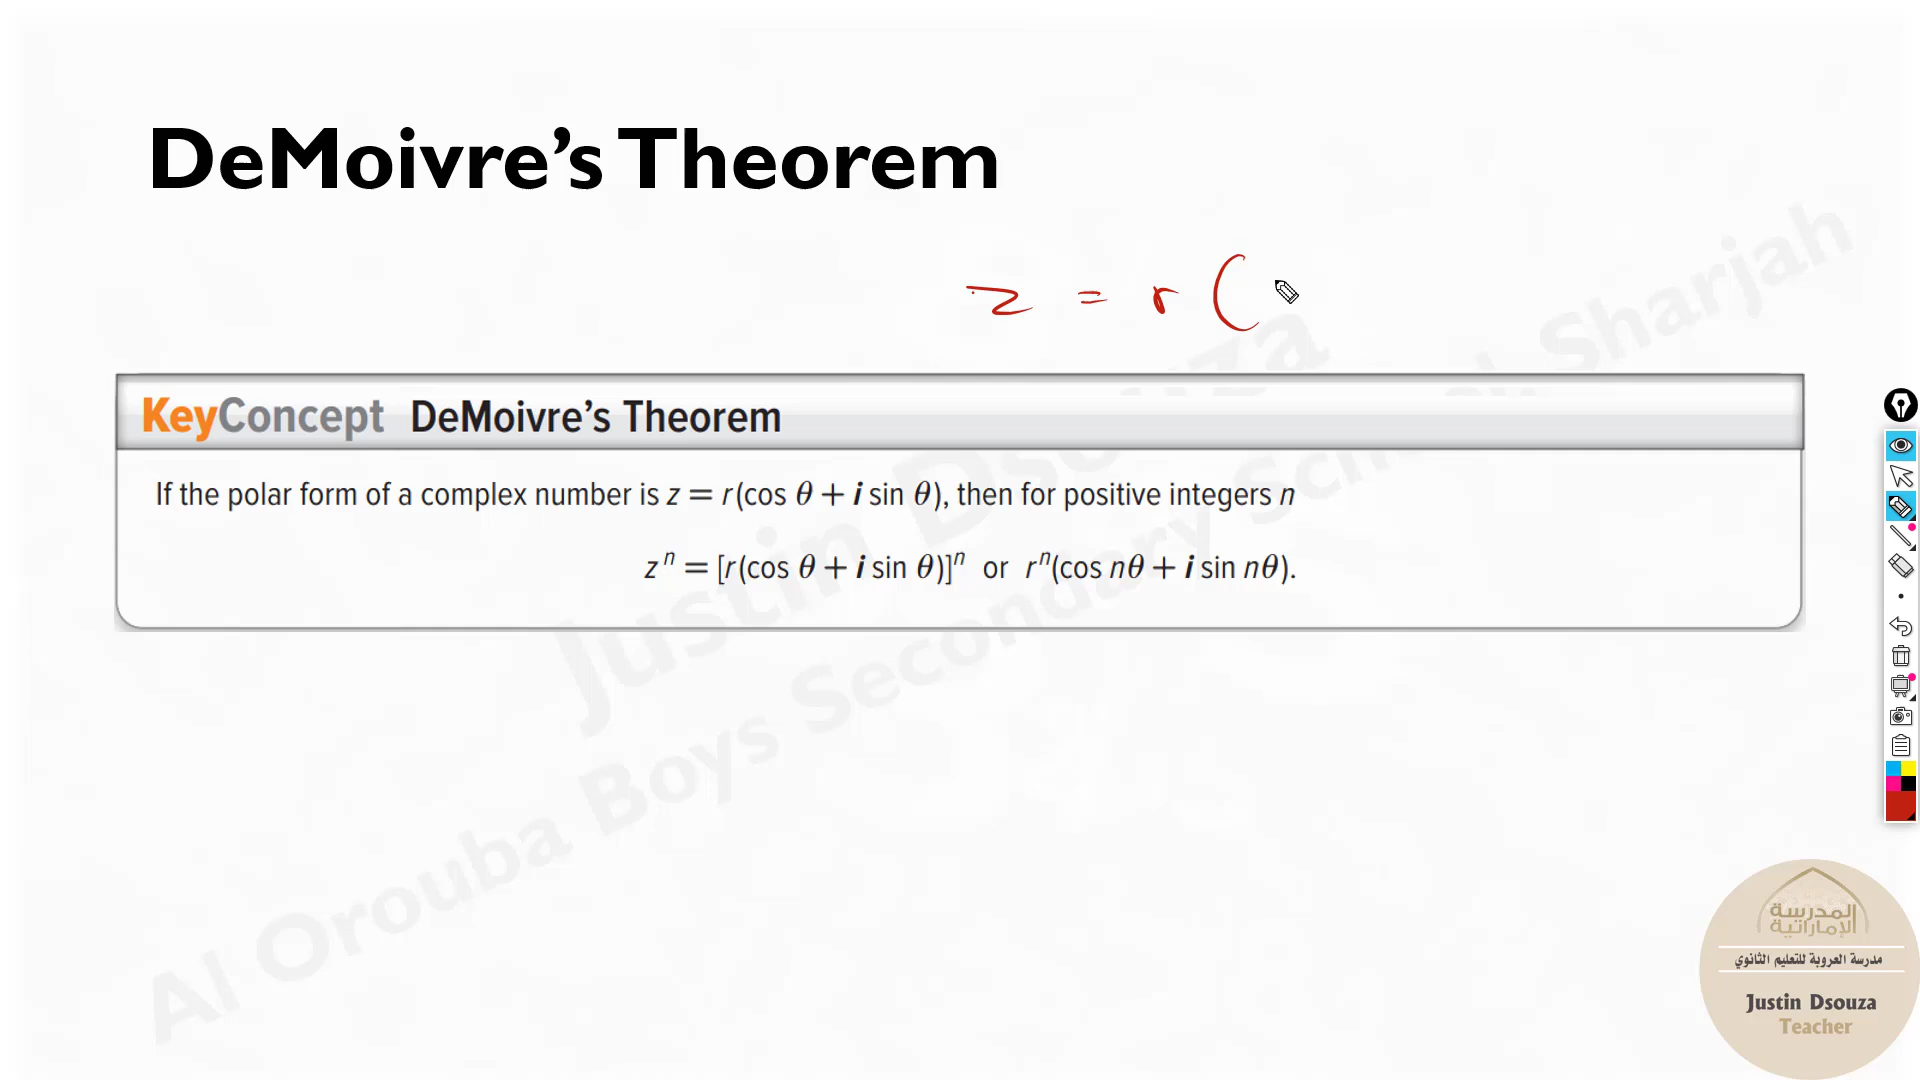 DeMoivre's Theorem
z = r (
KeyConcept DeMoivre's Theorem
If the polar form of a complex number is z = r(cos θ + i sin θ), then for positive integers n
zⁿ = [r(cos θ + i sin θ)]ⁿ or rⁿ(cos nθ + i sin nθ).
Justin Dsouza
Al Orouba Boys Secondary School, Sharjah
المدرسة
الإماراتية
مدرسة العروبة للتعليم الثانوي
Justin Dsouza
Teacher